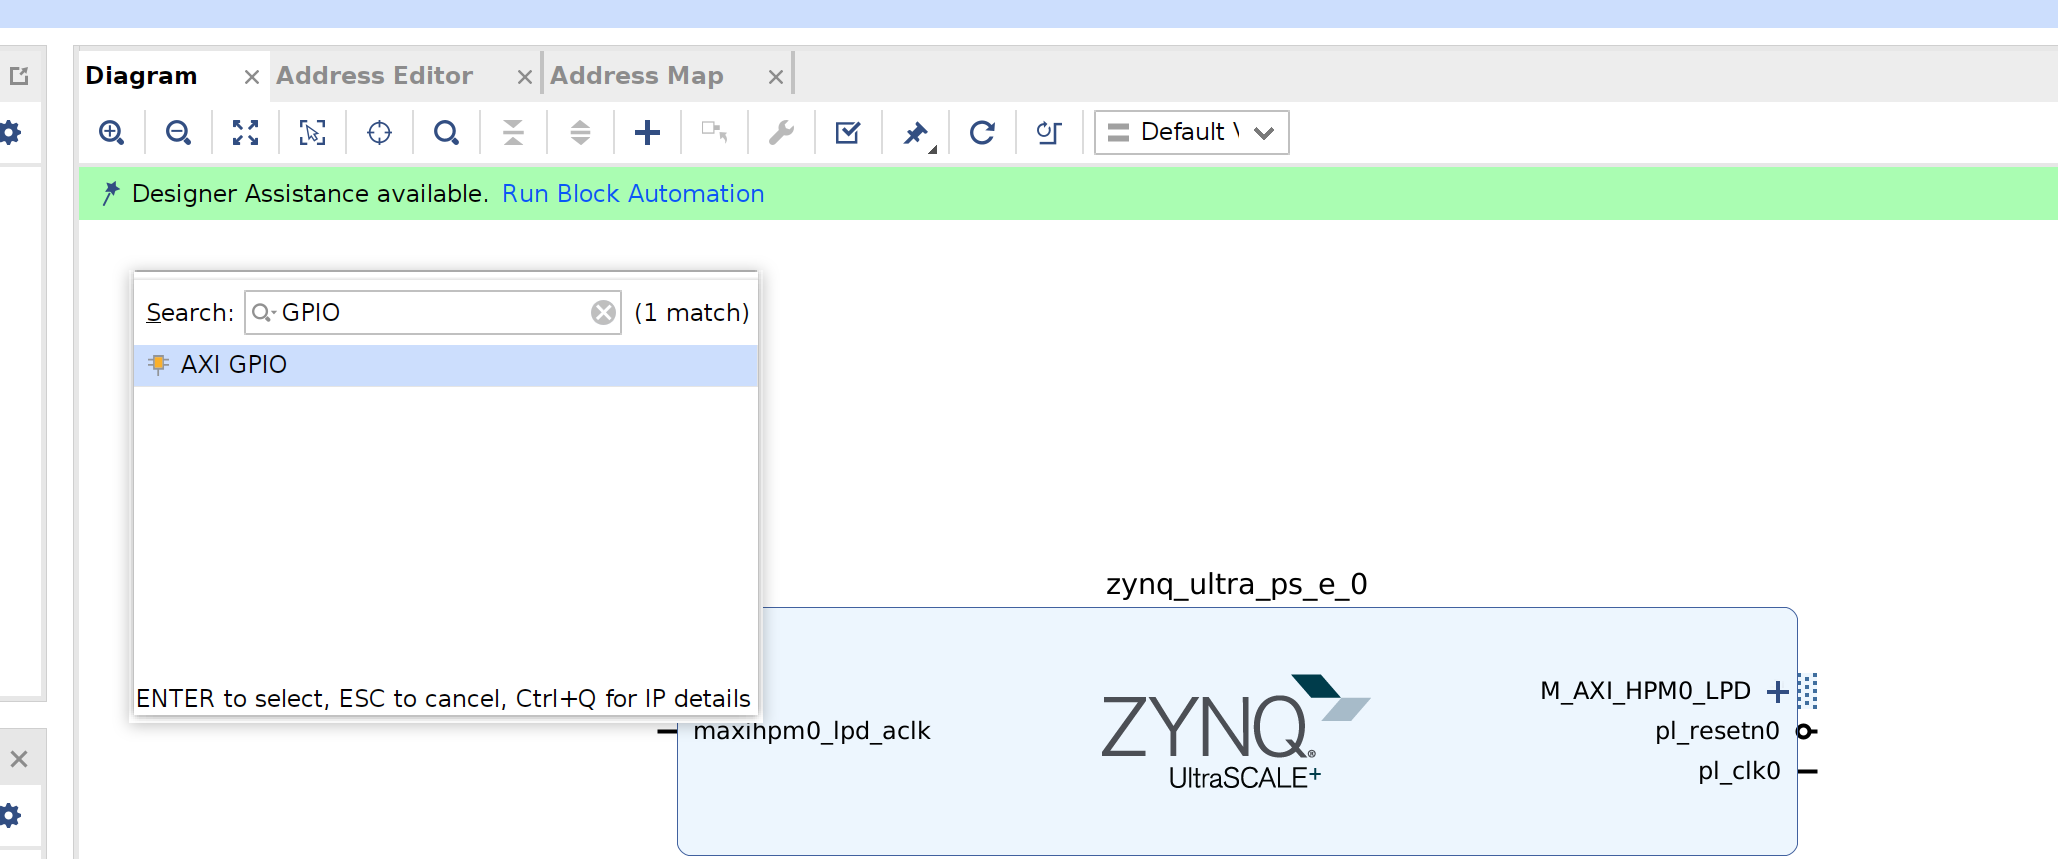 Diagram
Address Editor
Address Map
Default
Designer Assistance available. Run Block Automation
Search: GPIO (1 match)
AXI GPIO
ENTER to select, ESC to cancel, Ctrl+Q for IP details
zynq_ultra_ps_e_0
M_AXI_HPM0_LPD
maxihpm0_lpd_aclk
pl_resetn0
pl_clk0
ZYNQ®
UltraSCALE+